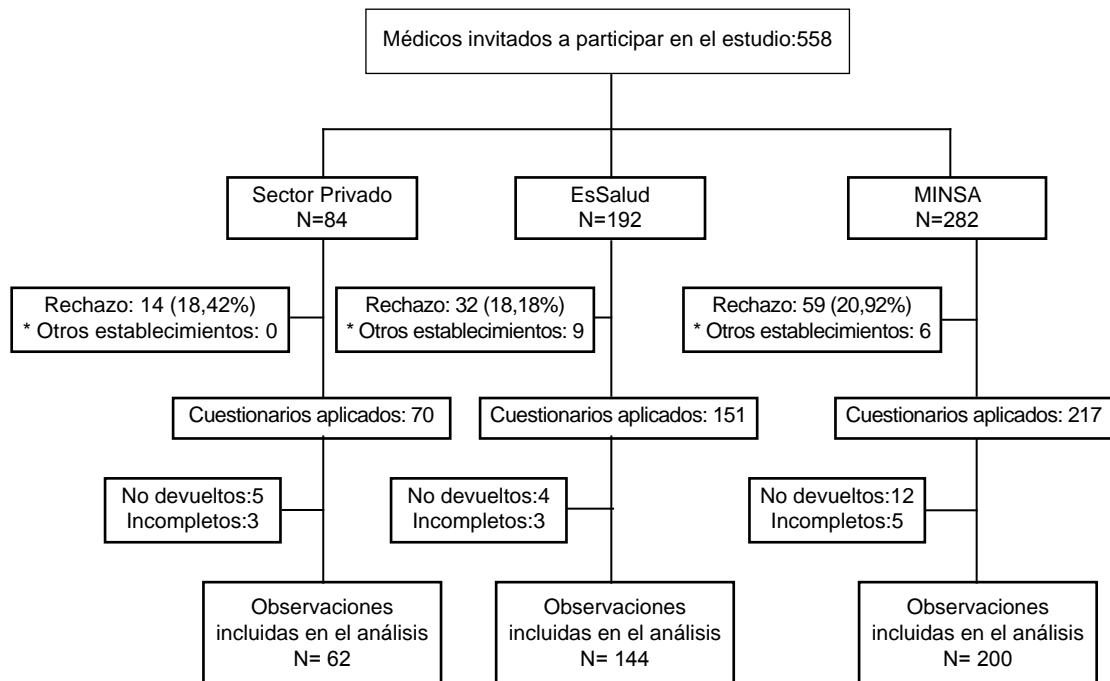 Médicos invitados a participar en el estudio:558
Sector Privado
N=84
EsSalud
N=192
MINSA
N=282
Rechazo: 14 (18,42%)
* Otros establecimientos: 0
Rechazo: 32 (18,18%)
* Otros establecimientos: 9
Rechazo: 59 (20,92%)
* Otros establecimientos: 6
Cuestionarios aplicados: 70
Cuestionarios aplicados: 151
Cuestionarios aplicados: 217
No devueltos:5
Incompletos:3
No devueltos:4
Incompletos:3
No devueltos:12
Incompletos:5
Observaciones
incluidas en el análisis
N= 62
Observaciones
incluidas en el análisis
N= 144
Observaciones
incluidas en el análisis
N= 200